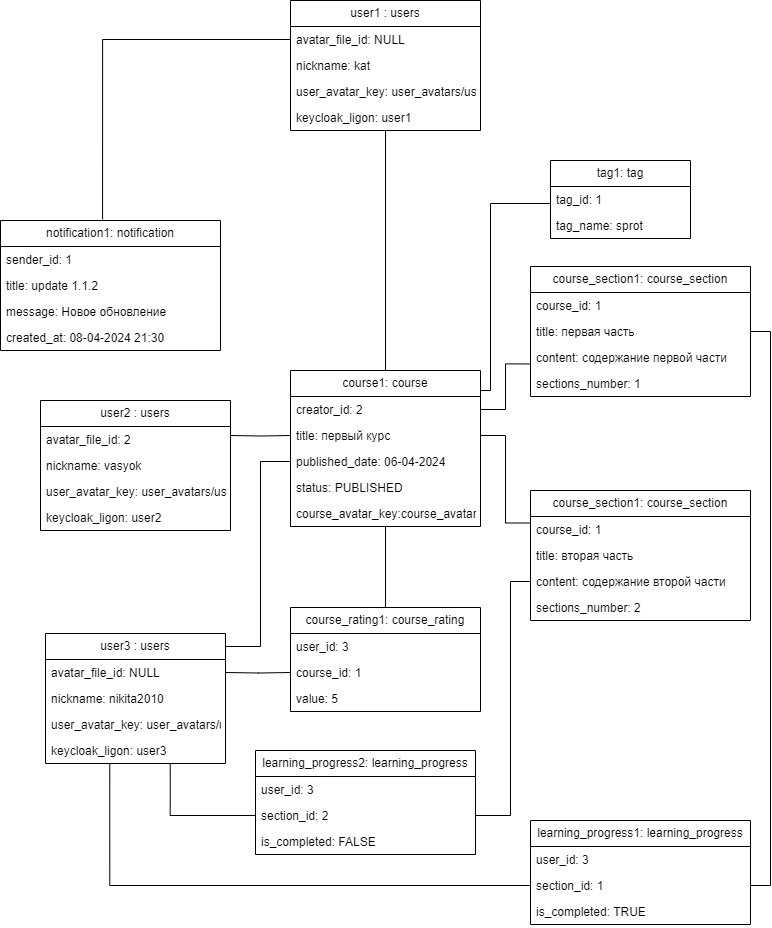 user1 : users
avatar_file_id: NULL
nickname: kat
user_avatar_key: user_avatars/us
keycloak_ligon: user1
tag1: tag
tag_id: 1
tag_name: sprot
notification1: notification
sender_id: 1
title: update 1.1.2
message: Новое обновление
created_at: 08-04-2024 21:30
course_section1: course_section
course_id: 1
title: первая часть
content: содержание первой части
sections_number: 1
course1: course
creator_id: 2
title: первый курс
published_date: 06-04-2024
status: PUBLISHED
course_avatar_key:course_avatar
user2 : users
avatar_file_id: 2
nickname: vasyok
user_avatar_key: user_avatars/us
keycloak_ligon: user2
course_section1: course_section
course_id: 1
title: вторая часть
content: содержание второй части
sections_number: 2
course_rating1: course_rating
user_id: 3
course_id: 1
value: 5
user3 : users
avatar_file_id: NULL
nickname: nikita2010
user_avatar_key: user_avatars/u
keycloak_ligon: user3
learning_progress2: learning_progress
user_id: 3
section_id: 2
is_completed: FALSE
learning_progress1: learning_progress
user_id: 3
section_id: 1
is_completed: TRUE